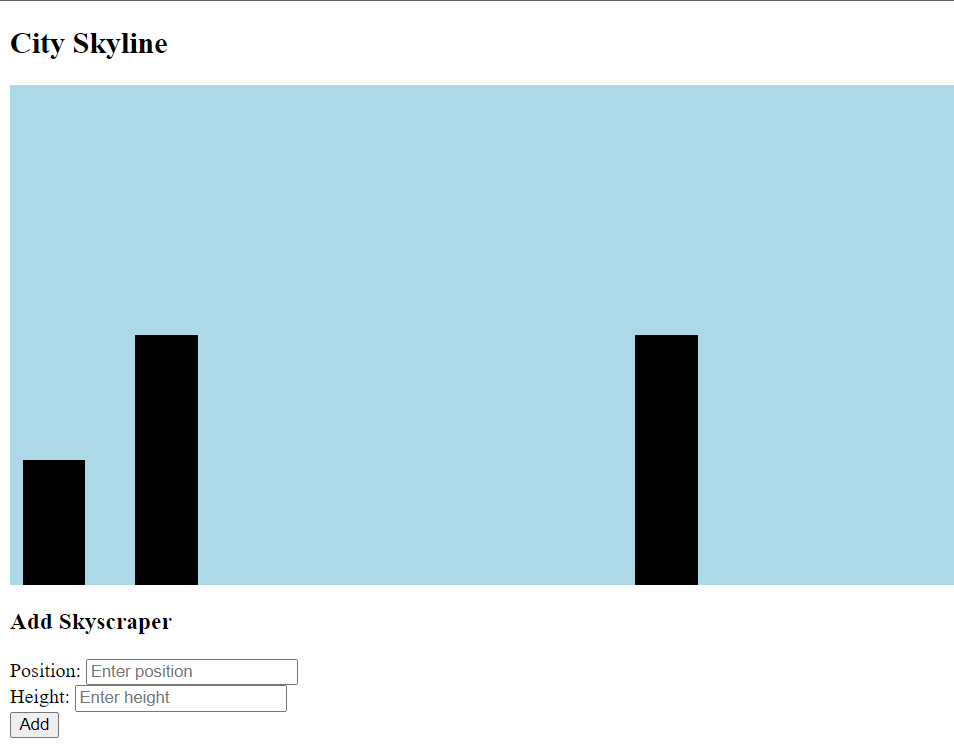 City Skyline
Add Skyscraper
Position: Enter position
Height: Enter height
Add